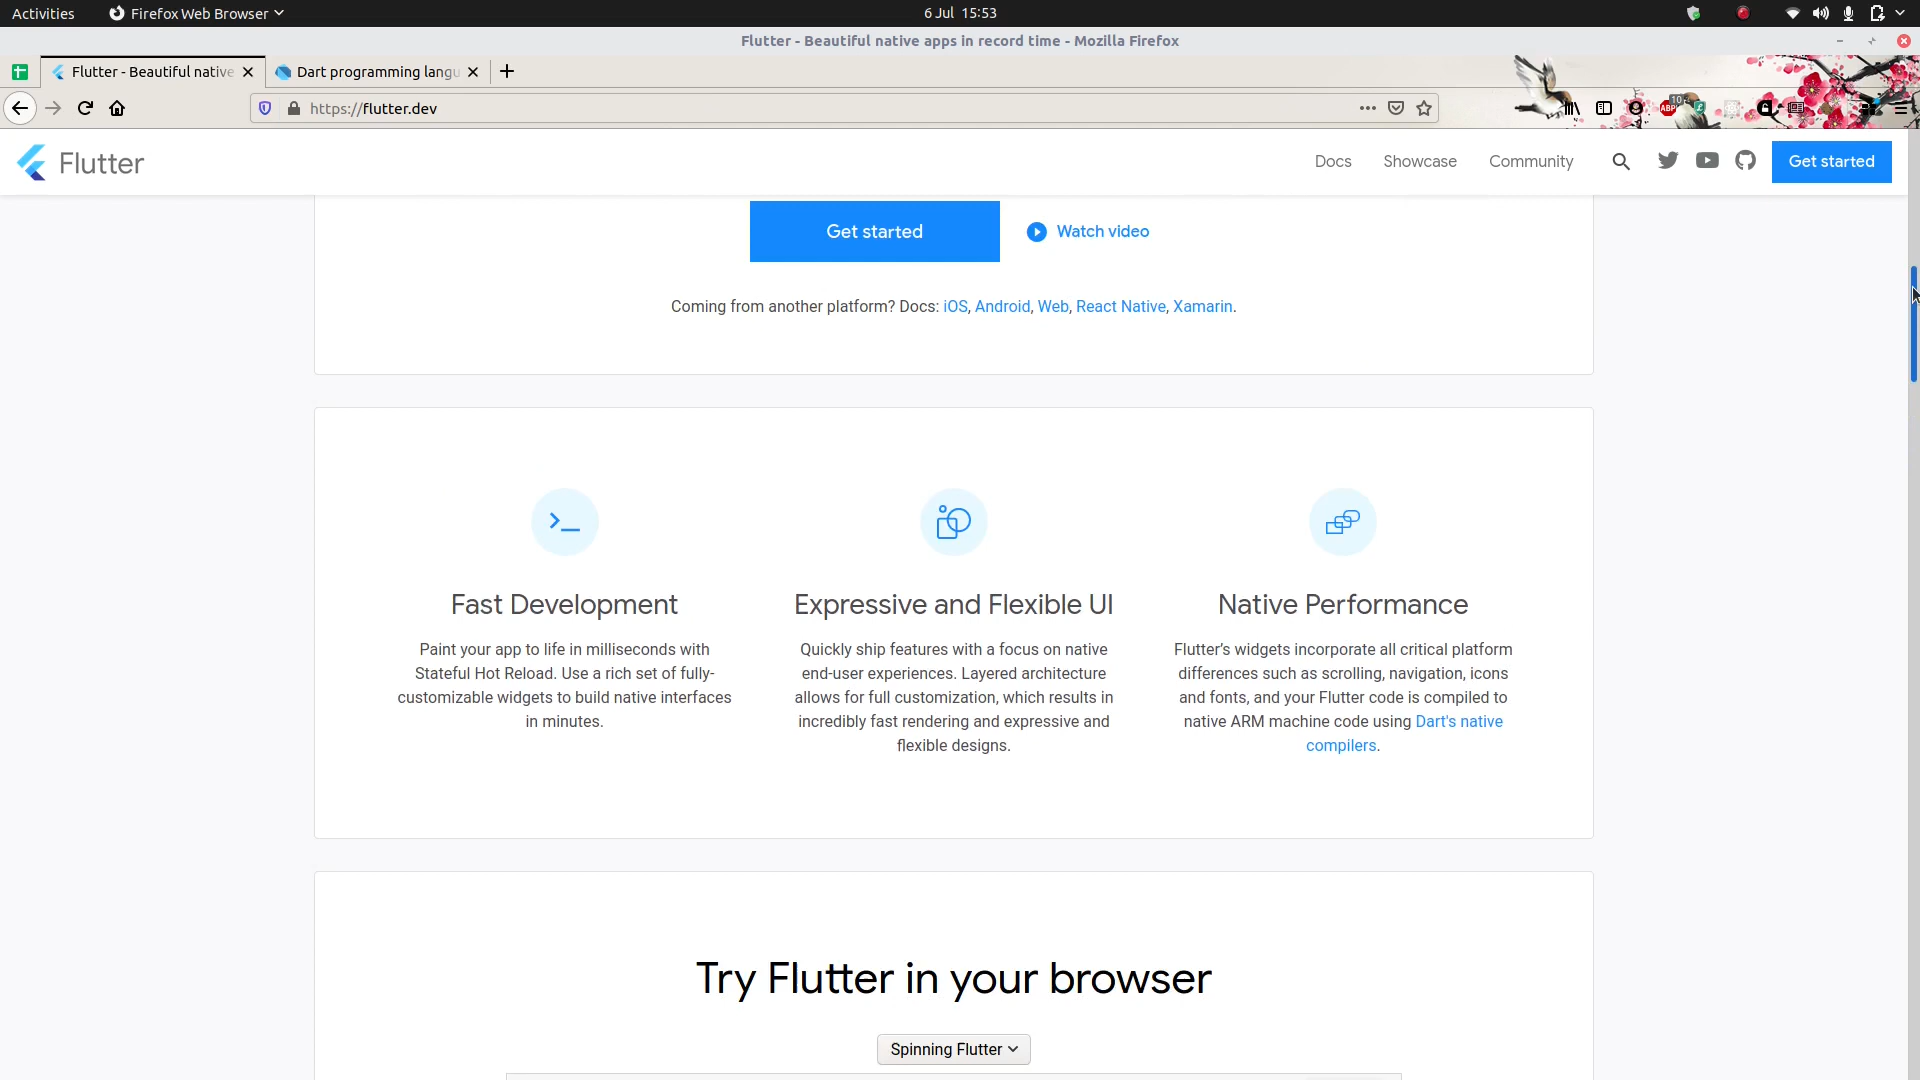 Activities
Firefox Web Browser
6 Jul 15:53
Flutter - Beautiful native apps in record time - Mozilla Firefox
Flutter - Beautiful native
Dart programming langu
https://flutter.dev
10
ABP
Flutter
Docs
Showcase
Community
Get started
Get started
Watch video
Coming from another platform? Docs: iOS, Android, Web, React Native, Xamarin.
Fast Development
Paint your app to life in milliseconds with
Stateful Hot Reload. Use a rich set of fully-
customizable widgets to build native interfaces
in minutes.
Expressive and Flexible UI
Quickly ship features with a focus on native
end-user experiences. Layered architecture
allows for full customization, which results in
incredibly fast rendering and expressive and
flexible designs.
Native Performance
Flutter’s widgets incorporate all critical platform
differences such as scrolling, navigation, icons
and fonts, and your Flutter code is compiled to
native ARM machine code using Dart's native
compilers.
Try Flutter in your browser
Spinning Flutter